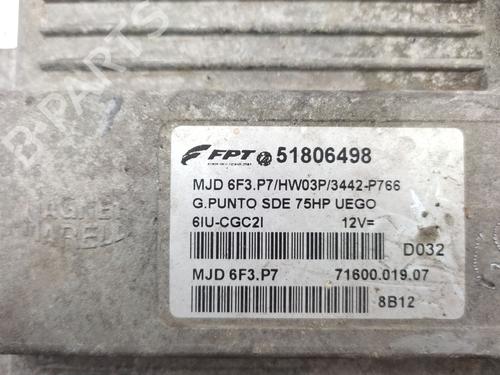 B-PARTS
FPT 51806498
MJD 6F3.P7/HW03P/3442-P766
G.PUNTO SDE 75HP UEGO
6IU-CGC2I 12V=
D032
MJD 6F3.P7 71600.019.07
8B12
MAGNETI
MARELLI